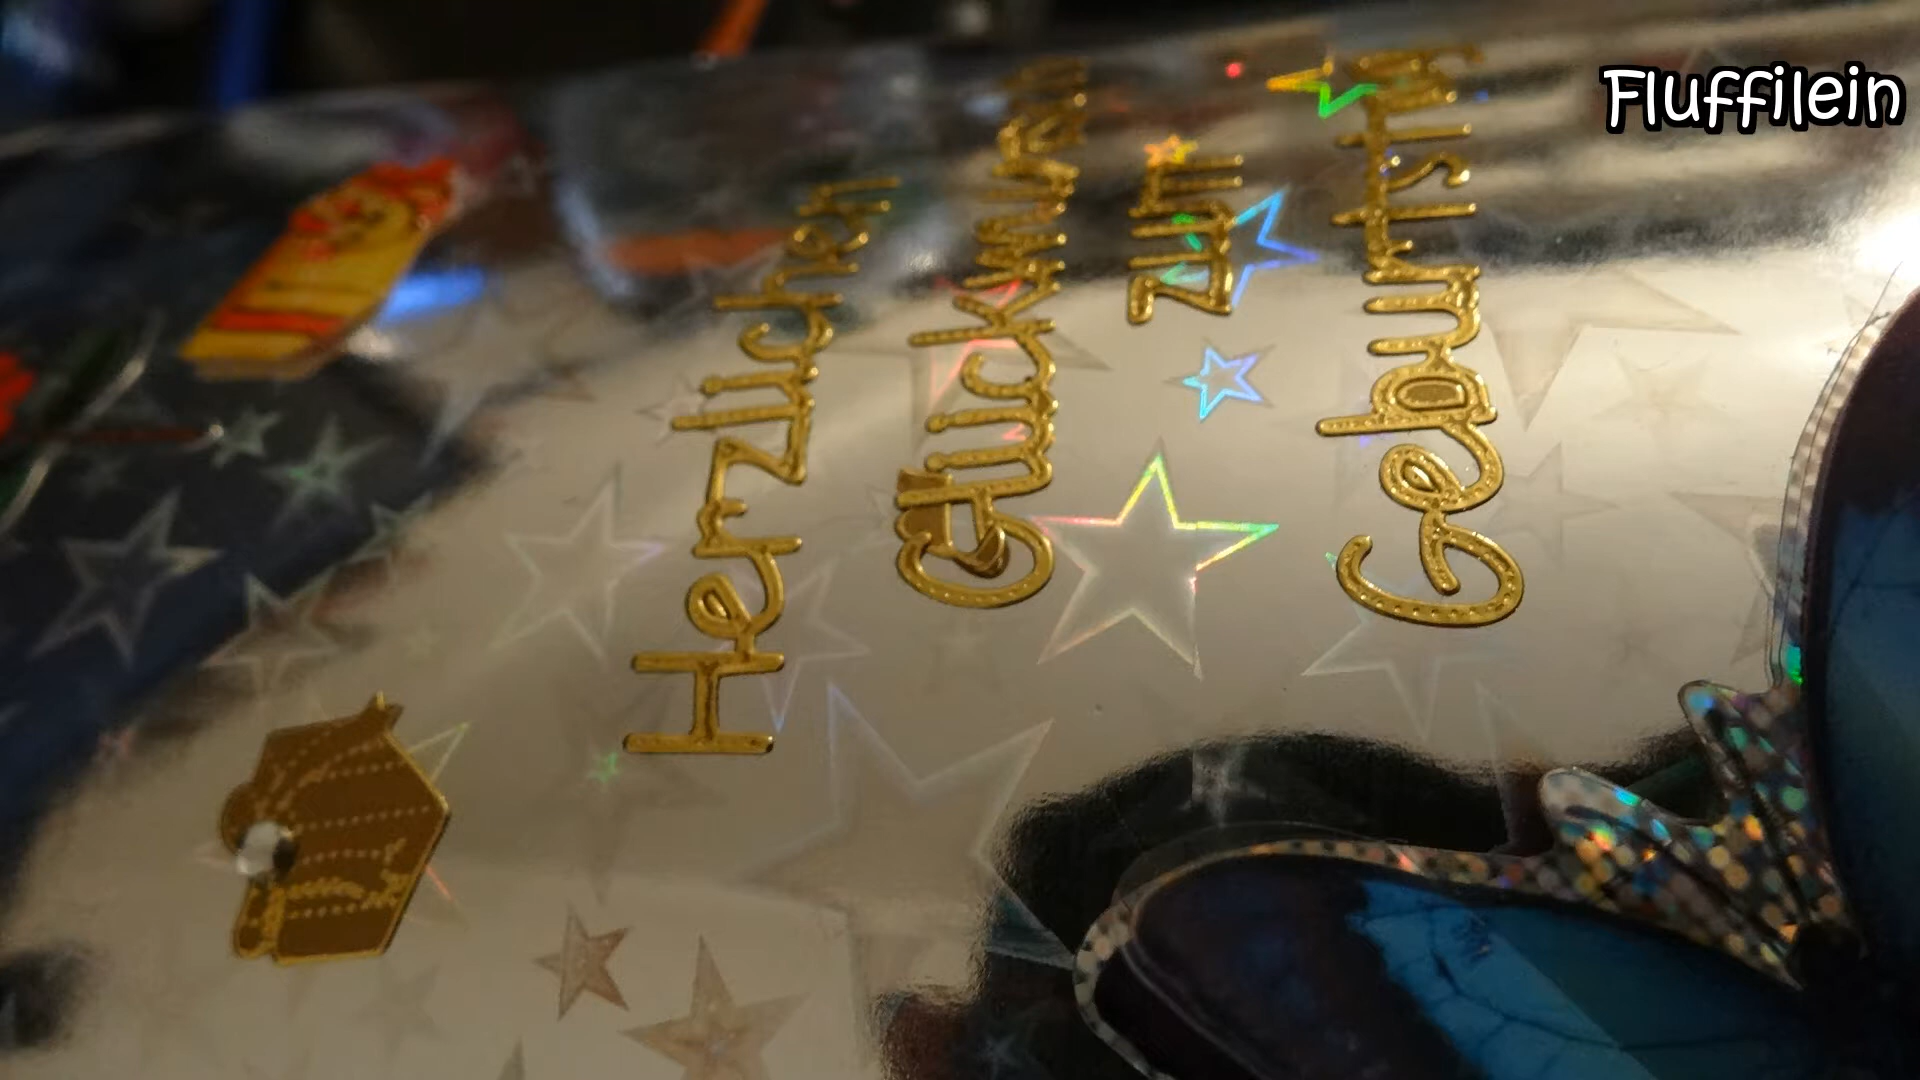 Fluffilein
Herzlichen
Glückwunsch
zum
Geburtstag